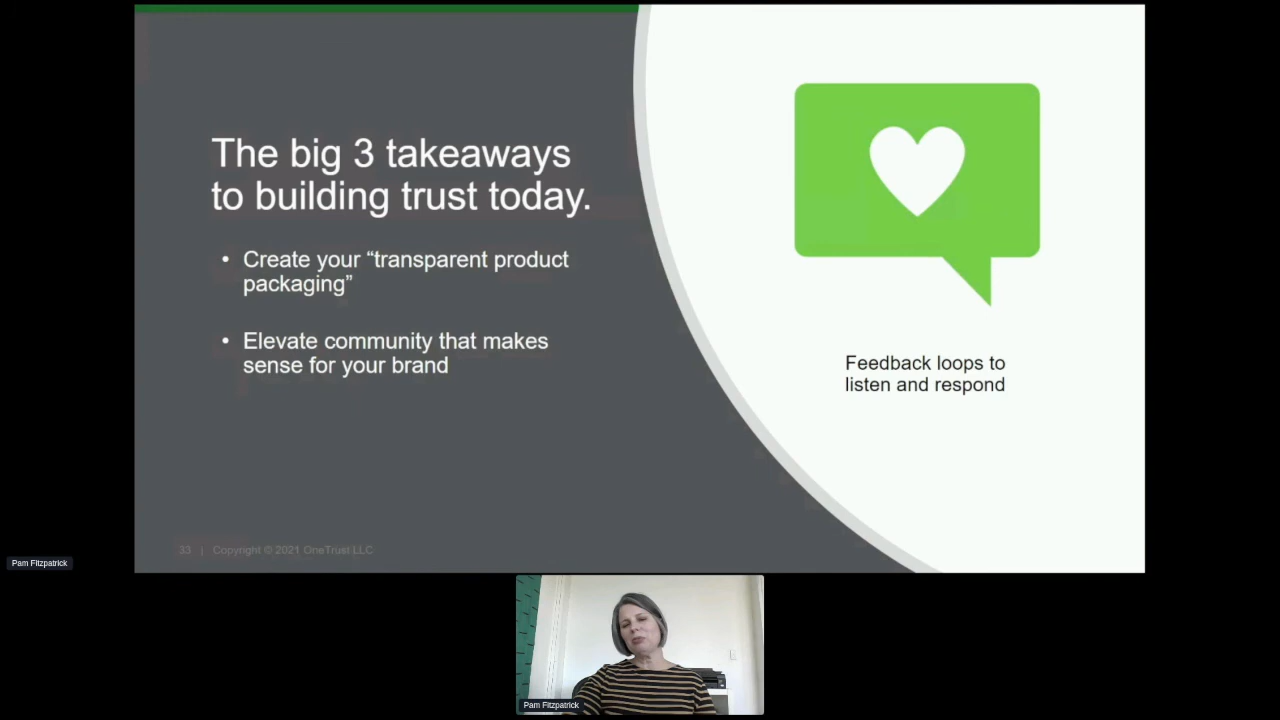 The big 3 takeaways
to building trust today.
• Create your “transparent product
packaging”
• Elevate community that makes
sense for your brand
Feedback loops to
listen and respond
33 | Copyright © 2021 OneTrust LLC
Pam Fitzpatrick
Pam Fitzpatrick